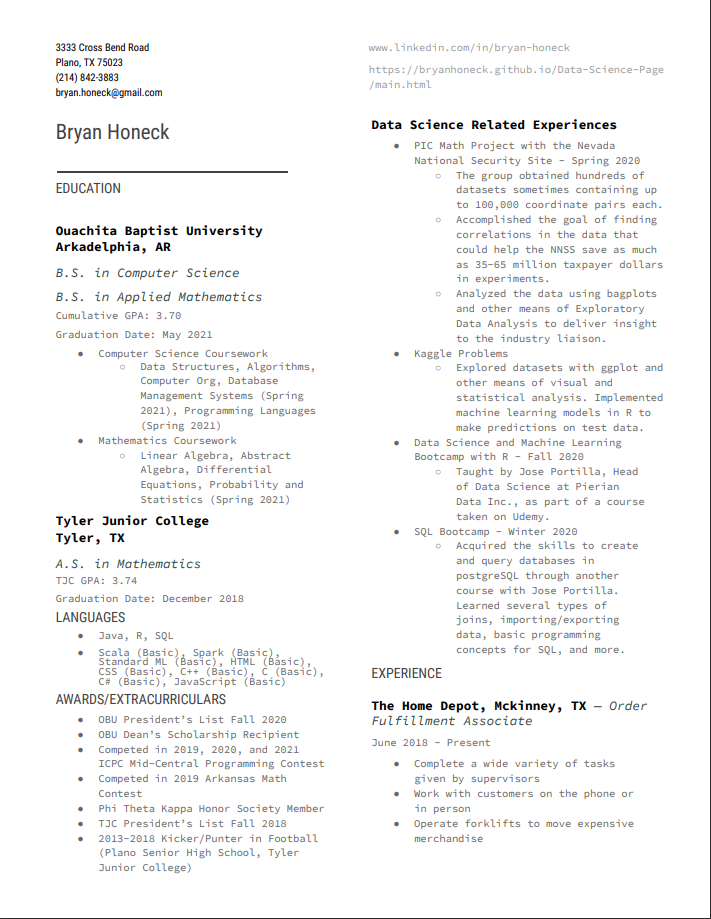 3333 Cross Bend Road
Plano, TX 75023
(214) 842-3883
bryan.honeck@gmail.com
Bryan Honeck
EDUCATION
Ouachita Baptist University
Arkadelphia, AR
B.S. in Computer Science
B.S. in Applied Mathematics
Cumulative GPA: 3.70
Graduation Date: May 2021
● Computer Science Coursework
○ Data Structures, Algorithms,
Computer Org, Database
Management Systems (Spring
2021), Programming Languages
(Spring 2021)
● Mathematics Coursework
○ Linear Algebra, Abstract
Algebra, Differential
Equations, Probability and
Statistics (Spring 2021)
Tyler Junior College
Tyler, TX
A.S. in Mathematics
TJC GPA: 3.74
Graduation Date: December 2018
LANGUAGES
● Java, R, SQL
● Scala (Basic), Spark (Basic),
Standard ML (Basic), HTML (Basic),
CSS (Basic), C++ (Basic), C (Basic),
C# (Basic), JavaScript (Basic)
AWARDS/EXTRACURRICULARS
● OBU President’s List Fall 2020
● OBU Dean’s Scholarship Recipient
● Competed in 2019, 2020, and 2021
ICPC Mid-Central Programming Contest
● Competed in 2019 Arkansas Math
Contest
● Phi Theta Kappa Honor Society Member
● TJC President’s List Fall 2018
● 2013-2018 Kicker/Punter in Football
(Plano Senior High School, Tyler
Junior College)
www.linkedin.com/in/bryan-honeck
https://bryanhoneck.github.io/Data-Science-Page
/main.html
Data Science Related Experiences
● PIC Math Project with the Nevada
National Security Site - Spring 2020
○ The group obtained hundreds of
datasets sometimes containing up
to 100,000 coordinate pairs each.
○ Accomplished the goal of finding
correlations in the data that
could help the NNSS save as much
as 35-65 million taxpayer dollars
in experiments.
○ Analyzed the data using bagplots
and other means of Exploratory
Data Analysis to deliver insight
to the industry liaison.
● Kaggle Problems
○ Explored datasets with ggplot and
other means of visual and
statistical analysis. Implemented
machine learning models in R to
make predictions on test data.
● Data Science and Machine Learning
Bootcamp with R - Fall 2020
○ Taught by Jose Portilla, Head
of Data Science at Pierian
Data Inc., as part of a course
taken on Udemy.
● SQL Bootcamp - Winter 2020
○ Acquired the skills to create
and query databases in
postgreSQL through another
course with Jose Portilla.
Learned several types of
joins, importing/exporting
data, basic programming
concepts for SQL, and more.
EXPERIENCE
The Home Depot, Mckinney, TX — Order
Fulfillment Associate
June 2018 - Present
● Complete a wide variety of tasks
given by supervisors
● Work with customers on the phone or
in person
● Operate forklifts to move expensive
merchandise